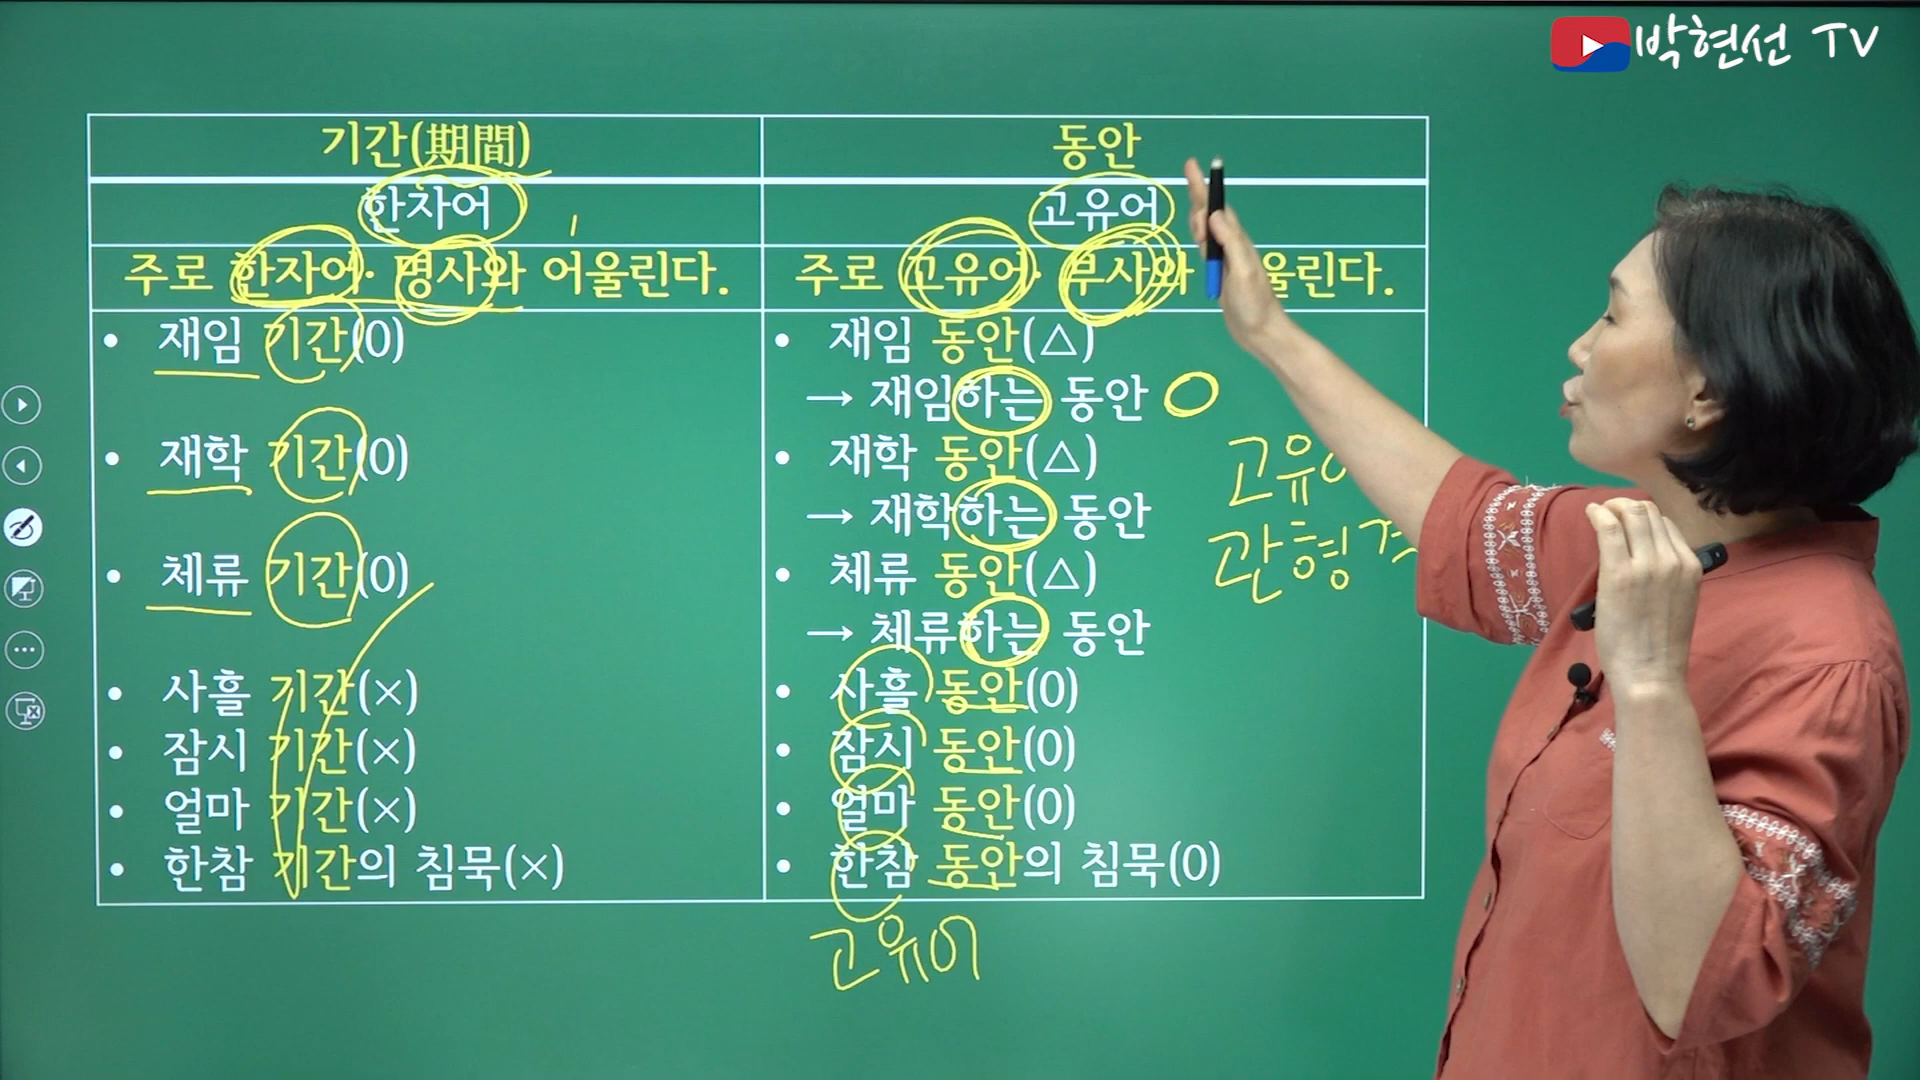 박현선 TV
기간(期間)
동안
한차어
고유어
주로 한자어·명사와 어울린다.
주로 고유어·부사와 울린다.
• 재임 기간(0)
• 재학 기간(0)
• 체류 기간(0)
• 사흘 기간(×)
• 잠시 기간(×)
• 얼마 기간(×)
• 한참 기간의 침묵(×)
• 재임 동안(△)
→ 재임하는 동안
• 재학 동안(△)
→ 재학하는 동안
• 체류 동안(△)
→ 체류하는 동안
• 사흘 동안(0)
• 잠시 동안(0)
• 얼마 동안(0)
• 한참 동안의 침묵(0)
고유어
관형
고유어